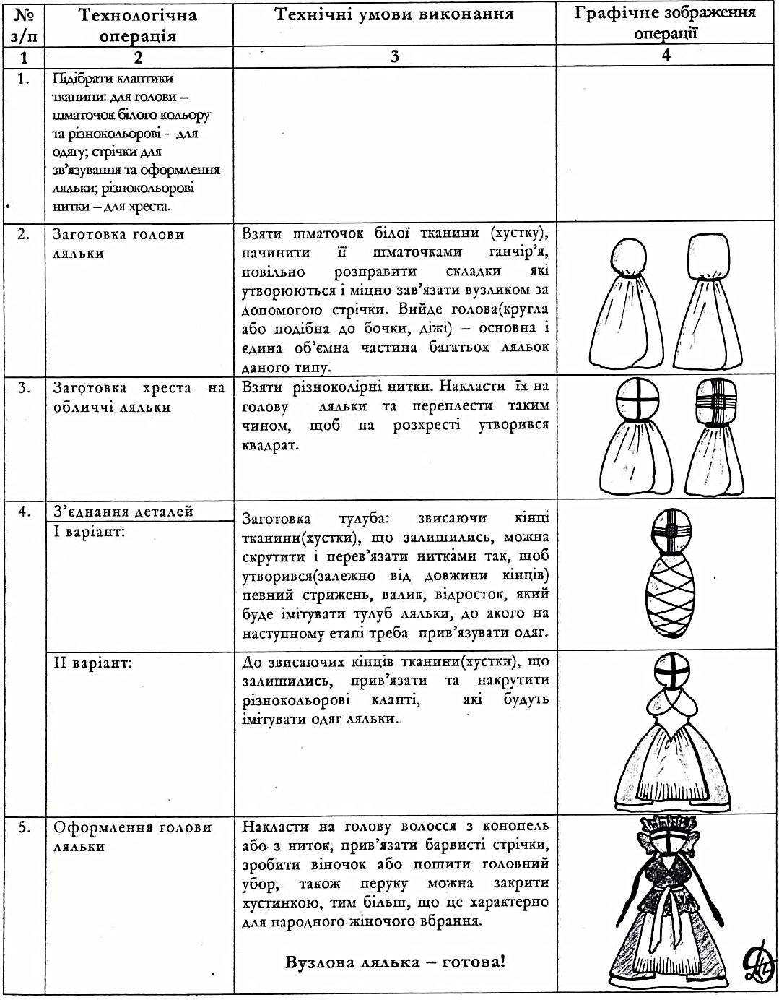 № з/п
Технологічна операція
Технічні умови виконання
Графічне зображення операції
1
2
3
4
1.
Підібрати клаптики
тканини: для голови –
шматочок білого кольору
та різнокольорові - для
одягу; стрічки для
зв’язування та оформлення
ляльки; різнокольорові
нитки – для хреста.
2.
Заготовка голови
ляльки
Взяти шматочок білої тканини (хустку),
начинити її шматочками ганчір’я,
повільно розправити складки які
утворюються і міцно зав’язати вузликом за
допомогою стрічки. Вийде голова(кругла
або подібна до бочки, діжі) – основна і
єдина об’ємна частина багатьох ляльок
даного типу.
3.
Заготовка хреста на
обличчі ляльки
Взяти різноколірні нитки. Накласти їх на
голову ляльки та переплести таким
чином, щоб на розхресті утворився
квадрат.
4.
З’єднання деталей
І варіант:
Заготовка тулуба: звисаючи кінці
тканини(хустки), що залишились, можна
скрутити і перев’язати нитками так, щоб
утворився(залежно від довжини кінців)
певний стрижень, валик, відросток, який
буде імітувати тулуб ляльки, до якого на
наступному етапі треба прив’язувати одяг.
ІІ варіант:
До звисаючих кінців тканини(хустки), що
залишились, прив’язати та накрутити
різнокольорові клапті, які будуть
імітувати одяг ляльки.
5.
Оформлення голови
ляльки
Накласти на голову волосся з конопель
або з ниток, прив’язати барвисті стрічки,
зробити віночок або пошити головний
убор, також перуку можна закрити
хустинкою, тим більш, що це характерно
для народного жіночого вбрання.
Вузлова лялька – готова!